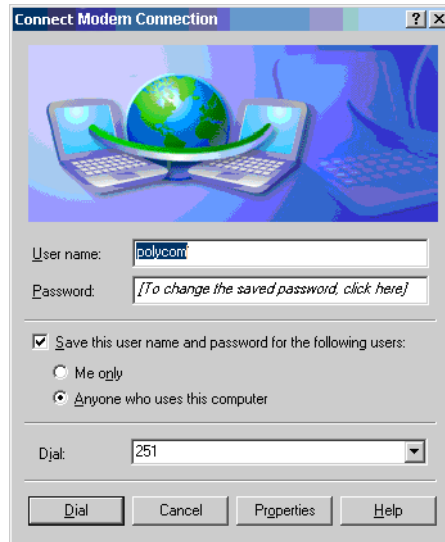 Connect Modem Connection
User name: polycom
Password: [To change the saved password, click here]
Save this user name and password for the following users:
Me only
Anyone who uses this computer
Dial: 251
Dial Cancel Properties Help